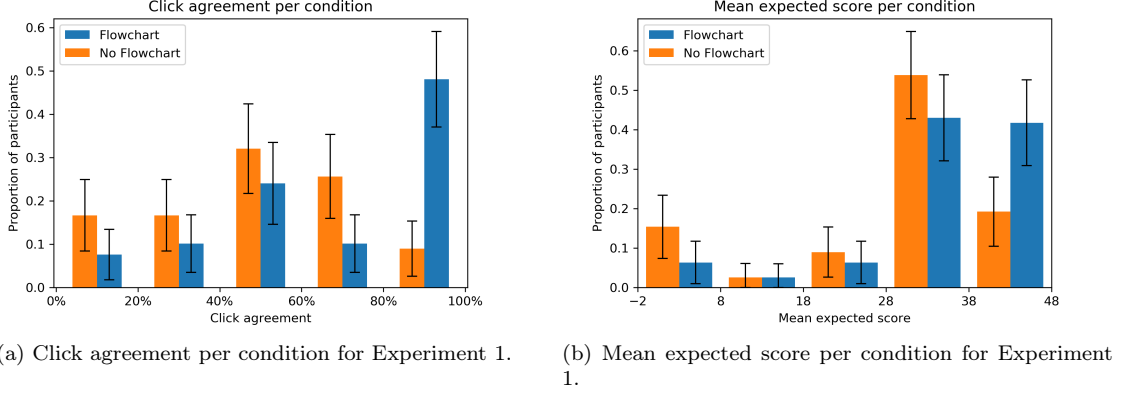 Click agreement per condition
Proportion of participants
0.6
0.5
0.4
0.3
0.2
0.1
0.0
Flowchart
No Flowchart
0%
20%
40%
60%
80%
100%
Click agreement
(a) Click agreement per condition for Experiment 1.
Mean expected score per condition
Proportion of participants
0.6
0.5
0.4
0.3
0.2
0.1
0.0
Flowchart
No Flowchart
−2
8
18
28
38
48
Mean expected score
(b) Mean expected score per condition for Experiment
1.